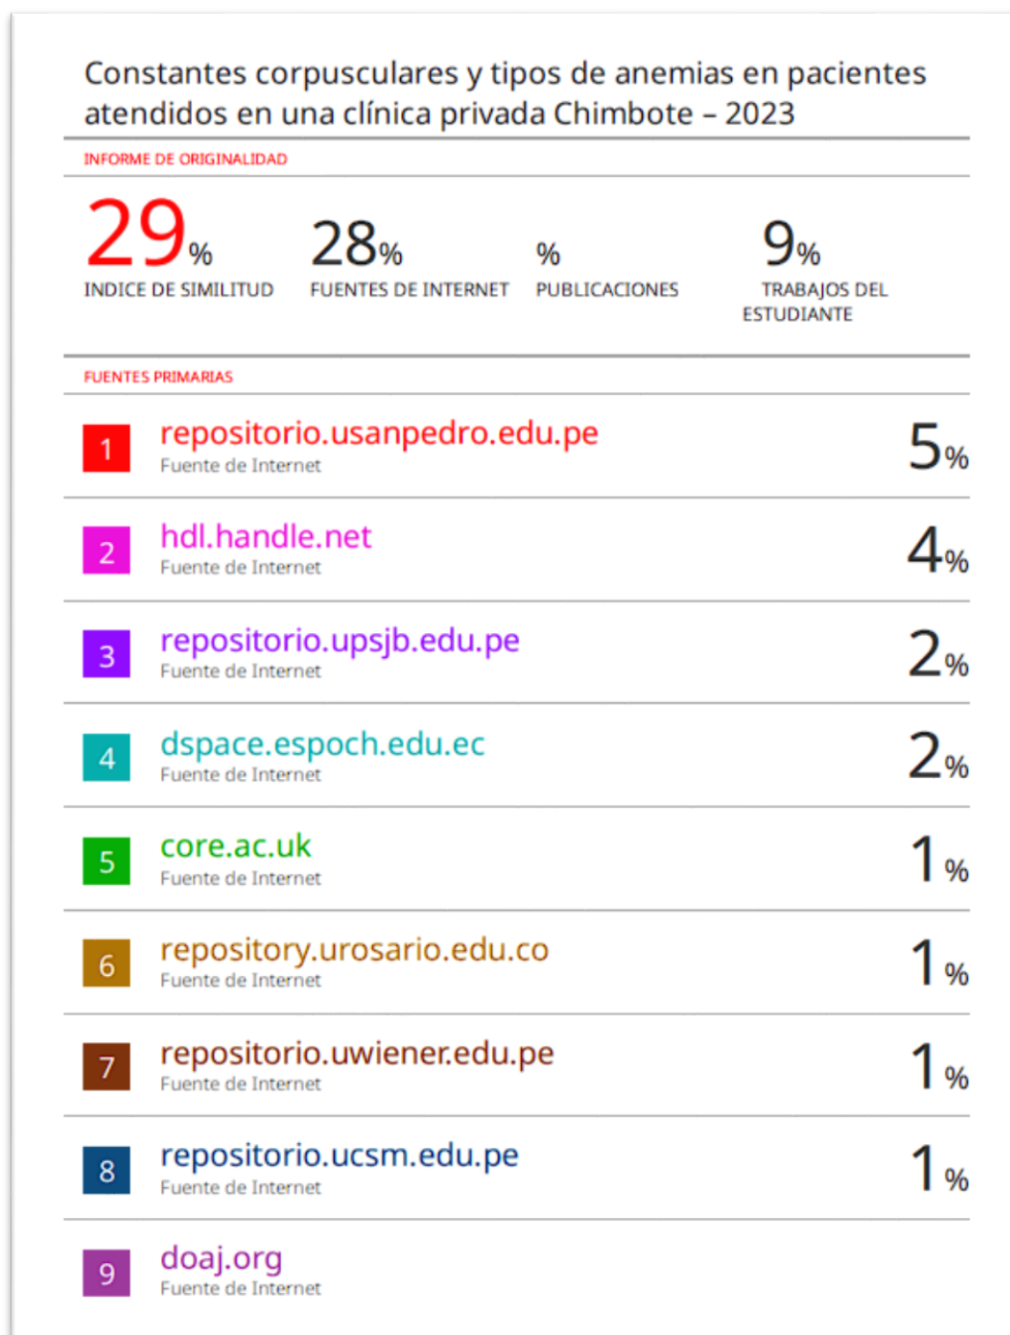 Constantes corpusculares y tipos de anemias en pacientes
atendidos en una clínica privada Chimbote – 2023
INFORME DE ORIGINALIDAD
29%
INDICE DE SIMILITUD
28%
FUENTES DE INTERNET
%
PUBLICACIONES
9%
TRABAJOS DEL
ESTUDIANTE
FUENTES PRIMARIAS
1
repositorio.usanpedro.edu.pe
Fuente de Internet
5%
2
hdl.handle.net
Fuente de Internet
4%
3
repositorio.upsjb.edu.pe
Fuente de Internet
2%
4
dspace.espoch.edu.ec
Fuente de Internet
2%
5
core.ac.uk
Fuente de Internet
1%
6
repository.urosario.edu.co
Fuente de Internet
1%
7
repositorio.uwiener.edu.pe
Fuente de Internet
1%
8
repositorio.ucsm.edu.pe
Fuente de Internet
1%
9
doaj.org
Fuente de Internet